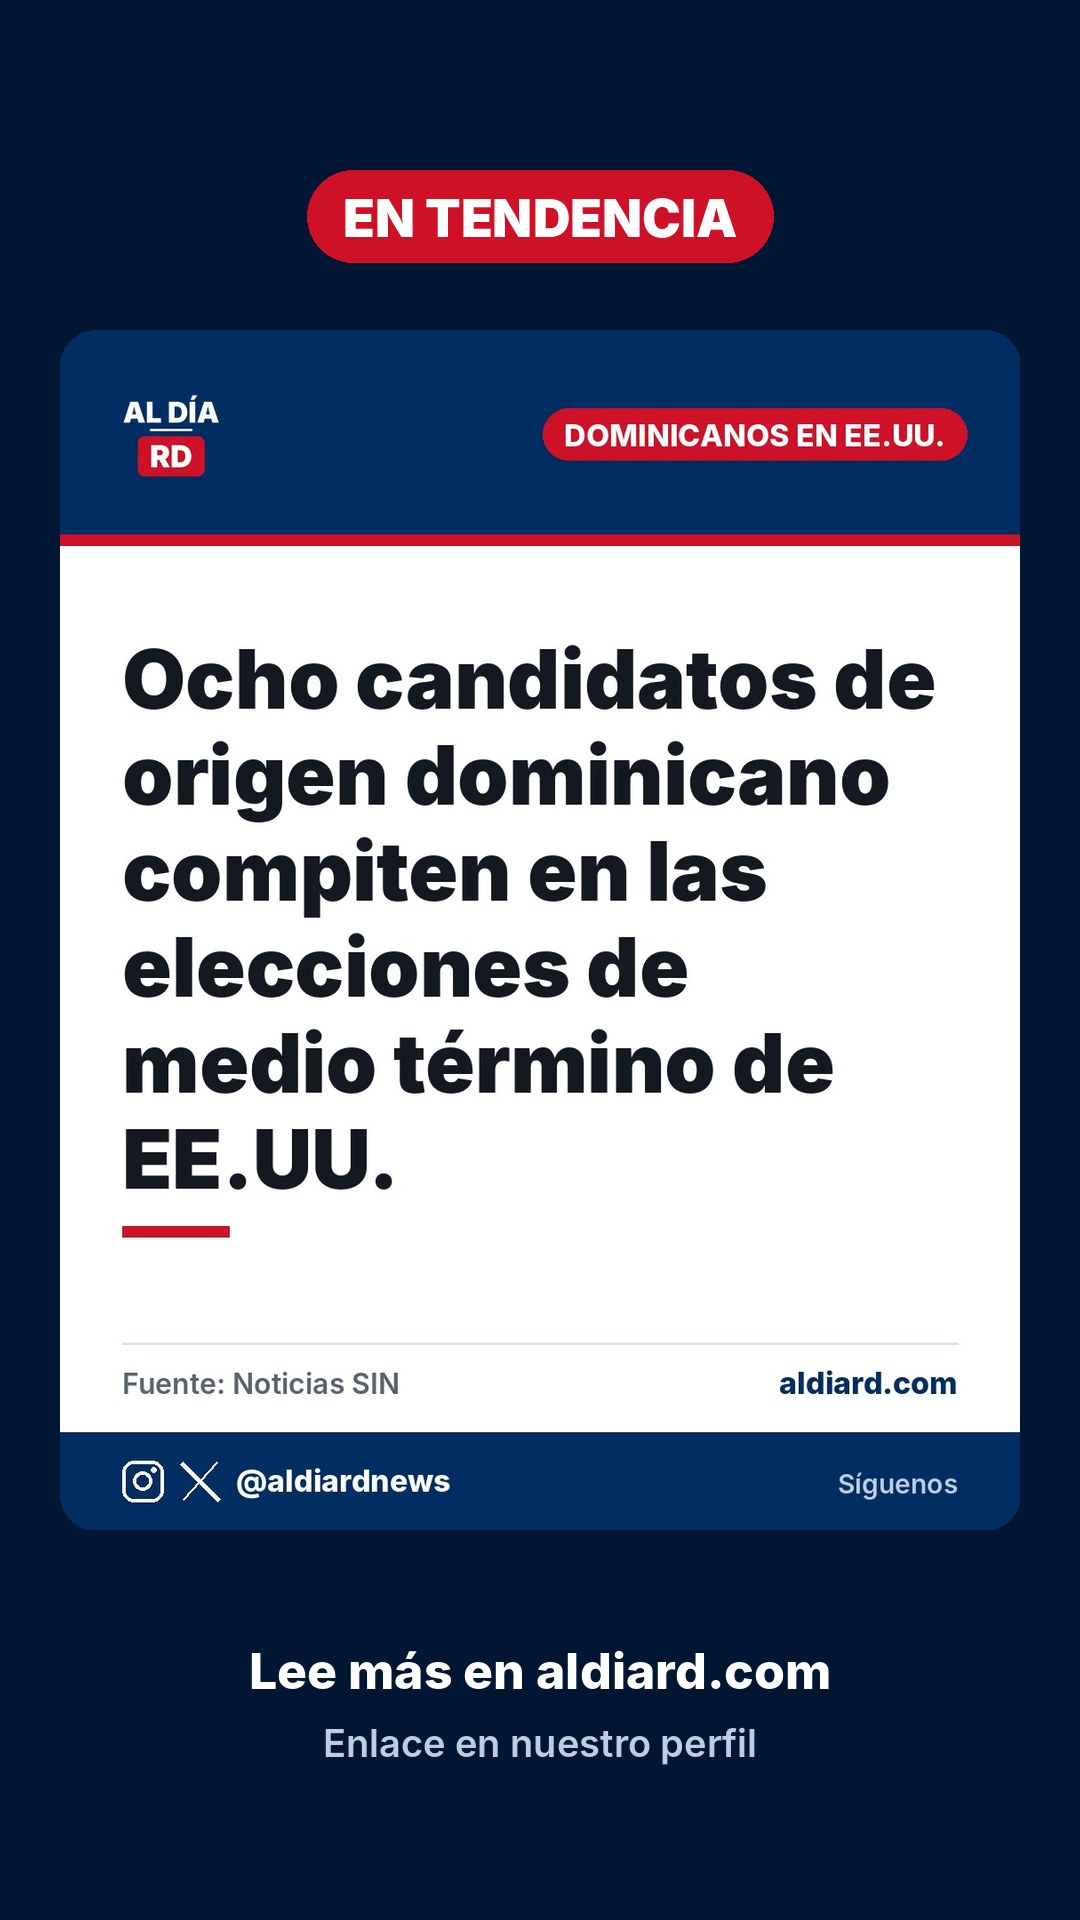 EN TENDENCIA
AL DÍA
RD
DOMINICANOS EN EE.UU.
Ocho candidatos de
origen dominicano
compiten en las
elecciones de
medio término de
EE.UU.
Fuente: Noticias SIN
aldiard.com
@aldiardnews
Síguenos
Lee más en aldiard.com
Enlace en nuestro perfil